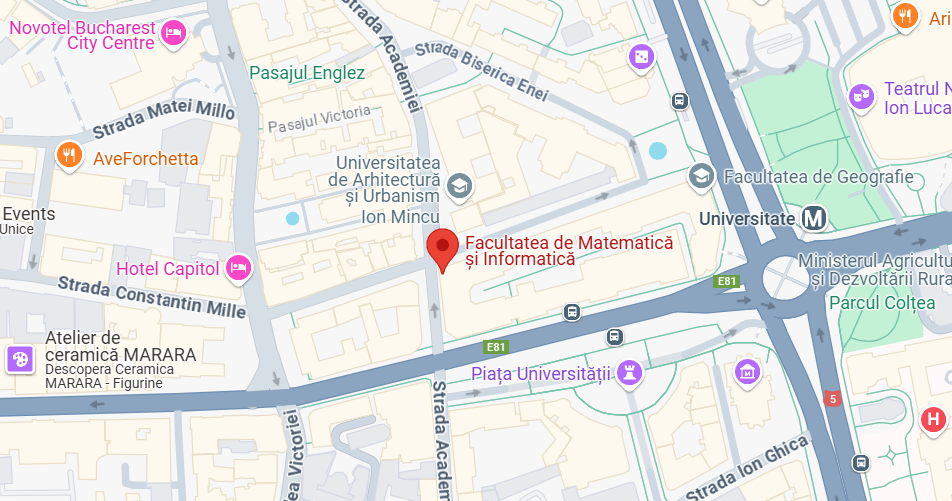 Novotel Bucharest
City Centre
Strada Academiei
Strada Biserica Enei
Ari
Pasajul Englez
Teatrul N
Ion Luca
Strada Matei Millo
Pasajul Victoria
AveForchetta
Universitatea
de Arhitectură
și Urbanism
Ion Mincu
Facultatea de Geografie
Events
Unice
Universitate
M
Facultatea de Matematică
și Informatică
Hotel Capitol
Ministerul Agricultu
și Dezvoltării Rura
E81
Strada Constantin Mille
Parcul Colțea
Atelier de
ceramică MARARA
Descopera Ceramica
MARARA - Figurine
E81
Piața Universității
M
5
Strada Academ
ea Victoriei
H
Strada Ion Ghica